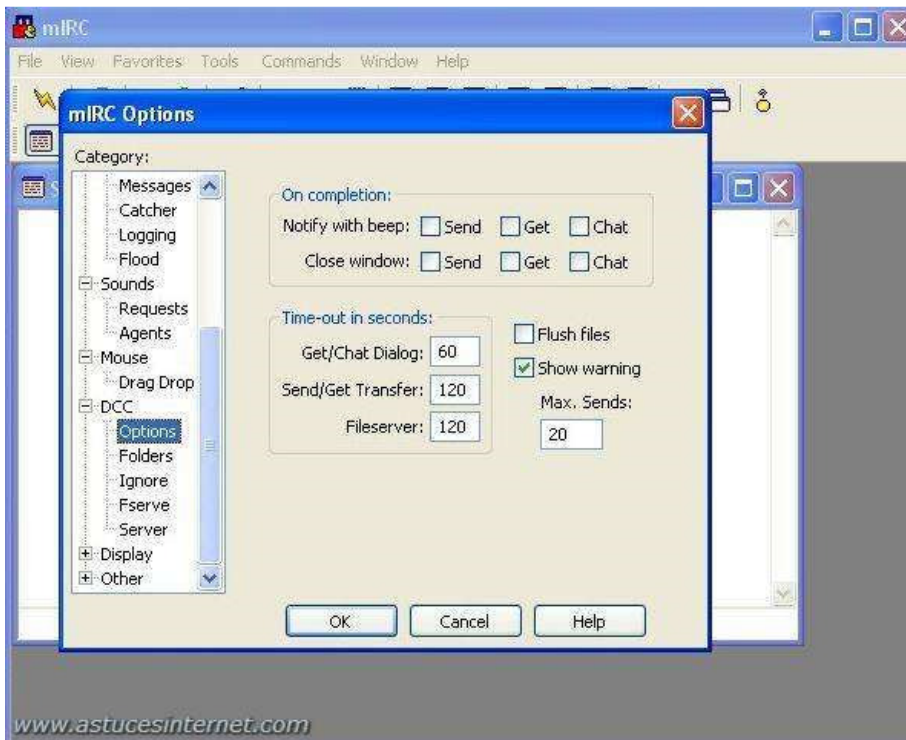 mIRC
File View Favorites Tools Commands Window Help
mIRC Options
Category:
Messages
Catcher
Logging
Flood
Sounds
Requests
Agents
Mouse
Drag Drop
DCC
Options
Folders
Ignore
Fserve
Server
Display
Other
On completion:
Notify with beep: Send Get Chat
Close window: Send Get Chat
Time-out in seconds:
Get/Chat Dialog: 60
Send/Get Transfer: 120
Fileserver: 120
Flush files
Show warning
Max. Sends:
20
OK Cancel Help
www.astucesinternet.com